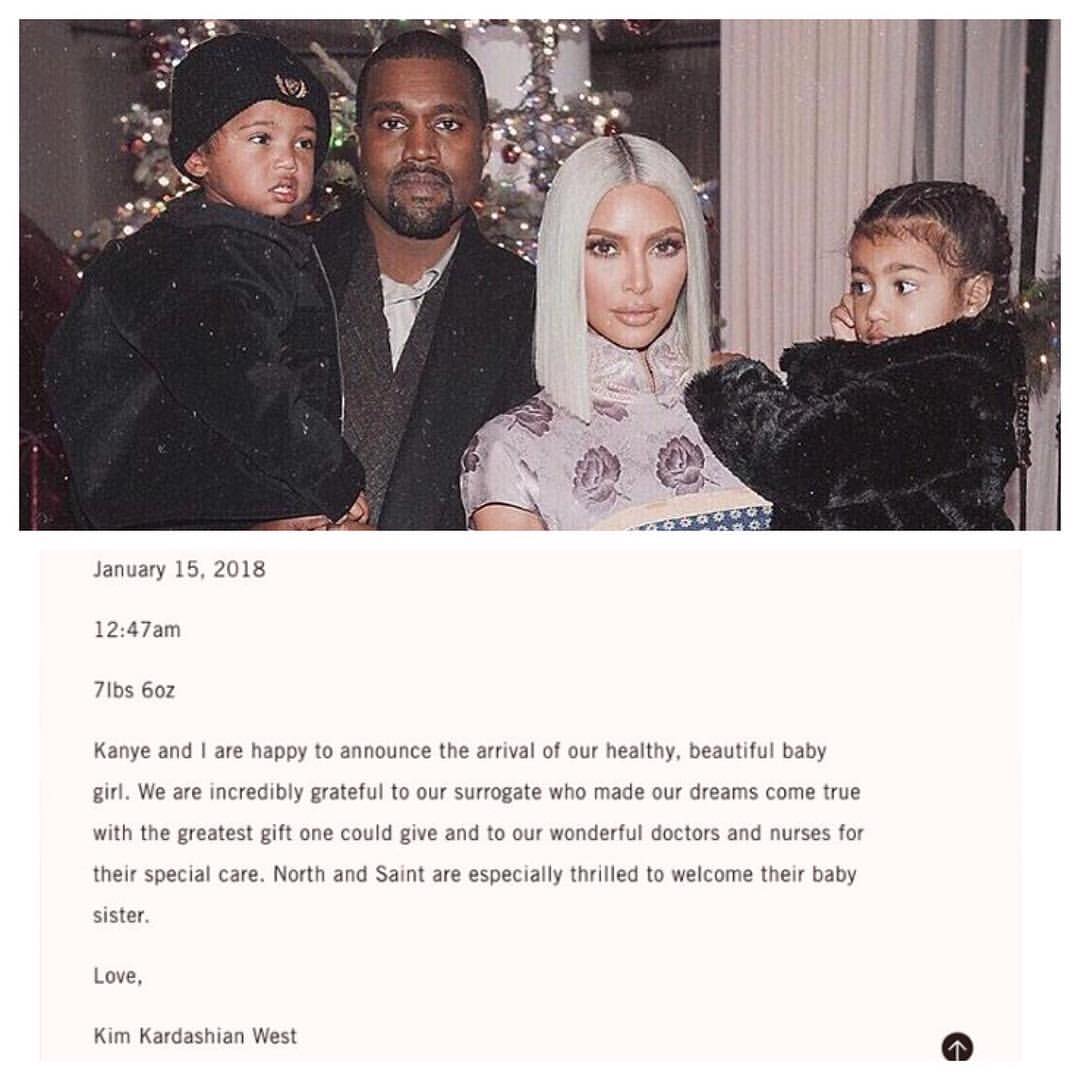 January 15, 2018
12:47am
7lbs 6oz
Kanye and I are happy to announce the arrival of our healthy, beautiful baby
girl. We are incredibly grateful to our surrogate who made our dreams come true
with the greatest gift one could give and to our wonderful doctors and nurses for
their special care. North and Saint are especially thrilled to welcome their baby
sister.
Love,
Kim Kardashian West